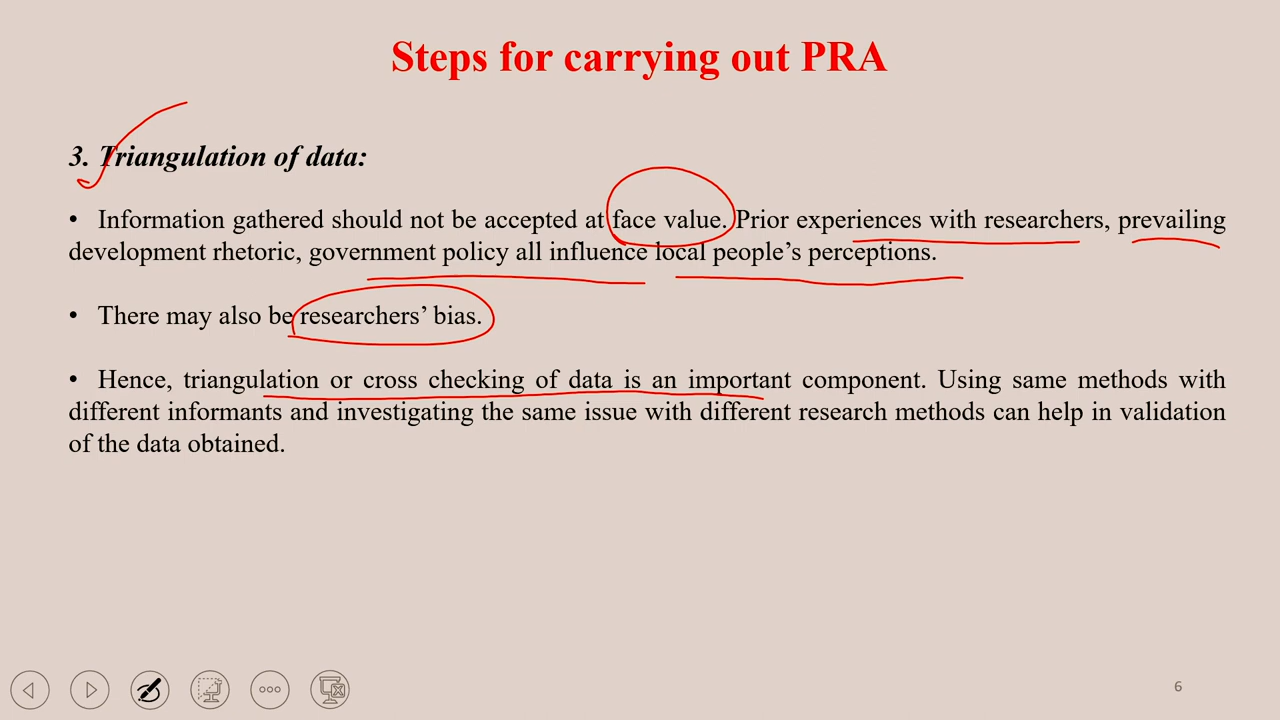 Steps for carrying out PRA
3. Triangulation of data:
• Information gathered should not be accepted at face value. Prior experiences with researchers, prevailing
development rhetoric, government policy all influence local people’s perceptions.
• There may also be researchers’ bias.
• Hence, triangulation or cross checking of data is an important component. Using same methods with
different informants and investigating the same issue with different research methods can help in validation
of the data obtained.
6